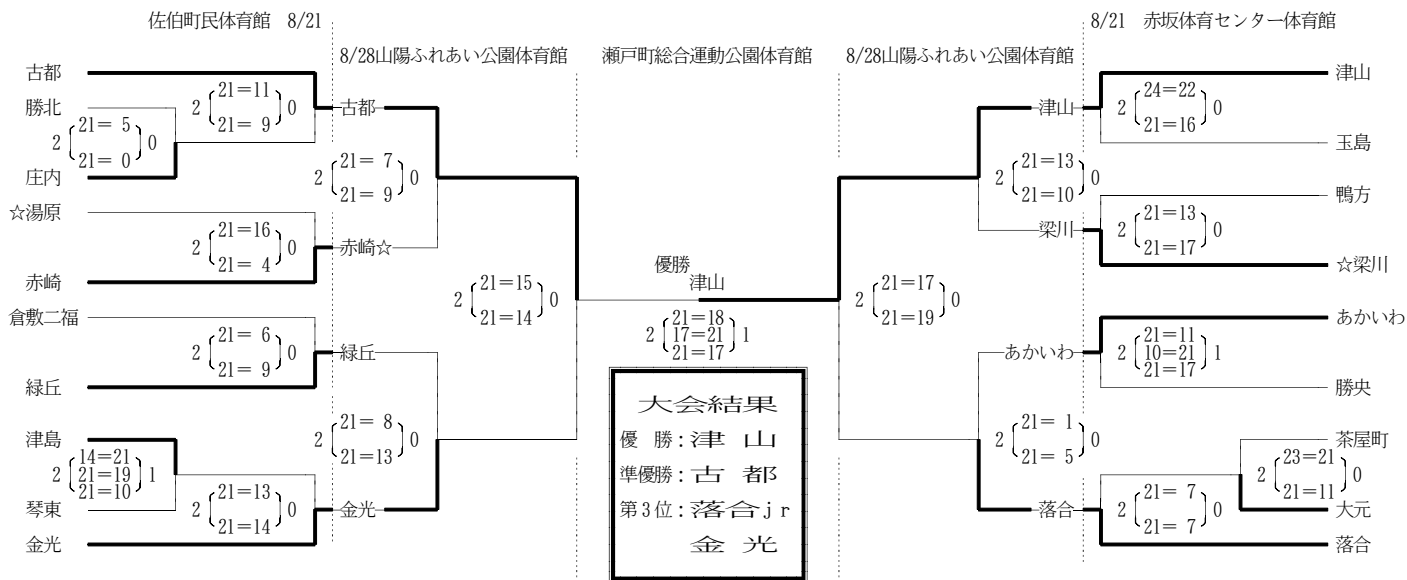 佐伯町民体育館 8/21
8/21 赤坂体育センター体育館
8/28山陽ふれあい公園体育館
瀬戸町総合運動公園体育館
8/28山陽ふれあい公園体育館
古都
勝北
庄内
☆湯原
赤崎
倉敷二福
緑丘
津島
琴東
金光
2 21= 5 0
21= 0
2 21=11 0
21= 9
2 21=16 0
21= 4
2 21= 6 0
21= 9
2 14=21 1
21=19
21=10
2 21=13 0
21=14
古都
赤崎☆
緑丘
金光
2 21= 7 0
21= 9
2 21= 8 0
21=13
2 21=15 0
21=14
優勝
津山
2 21=18 1
17=21
21=17
大会結果
優 勝:津 山
準優勝:古 都
第3位:落合jr
金 光
2 21=17 0
21=19
津山
梁川
あかいわ
落合
2 21=13 0
21=10
2 21= 1 0
21= 5
2 24=22 0
21=16
2 21=13 0
21=17
2 21=11 1
10=21
21=17
2 23=21 0
21=11
2 21= 7 0
21= 7
津山
玉島
鴨方
☆梁川
あかいわ
勝央
茶屋町
大元
落合